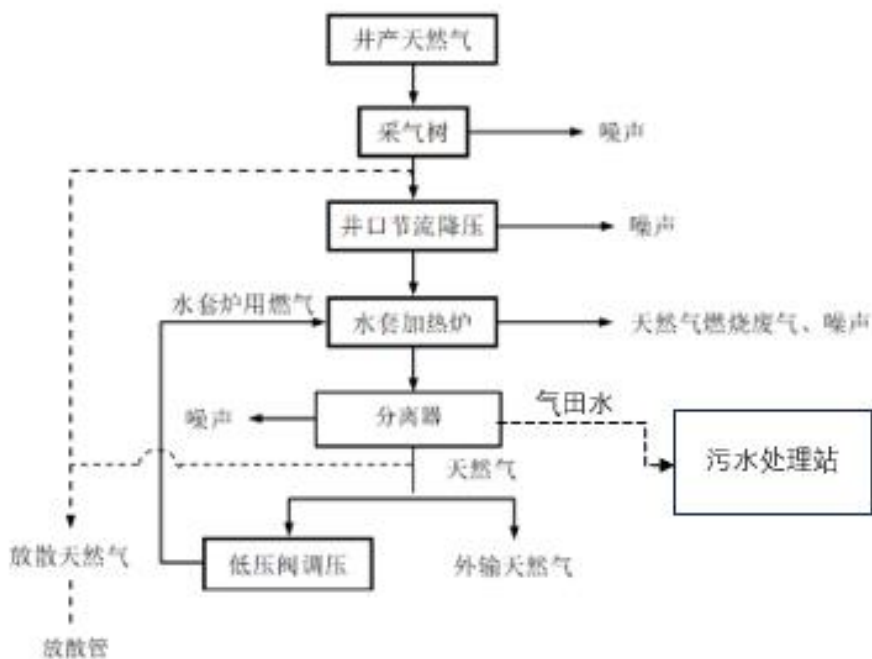 井产天然气
采气树
噪声
井口节流降压
噪声
水套炉用燃气
水套加热炉
天然气燃烧废气、噪声
噪声
分离器
气田水
污水处理站
天然气
放散天然气
低压阀调压
外输天然气
放散管